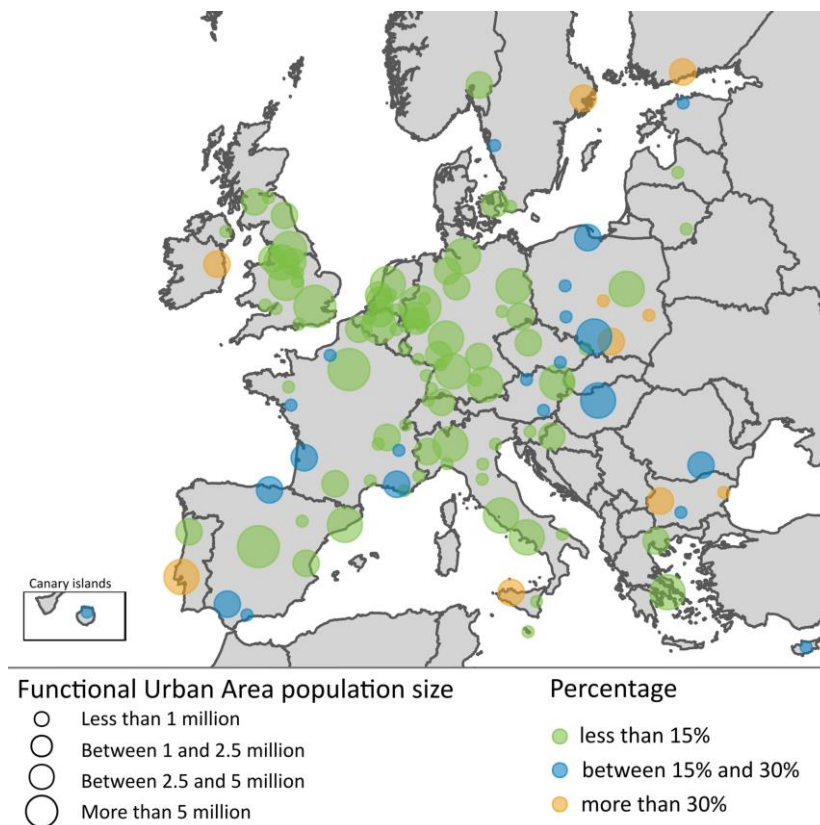 Canary islands
Functional Urban Area population size
Less than 1 million
Between 1 and 2.5 million
Between 2.5 and 5 million
More than 5 million
Percentage
less than 15%
between 15% and 30%
more than 30%